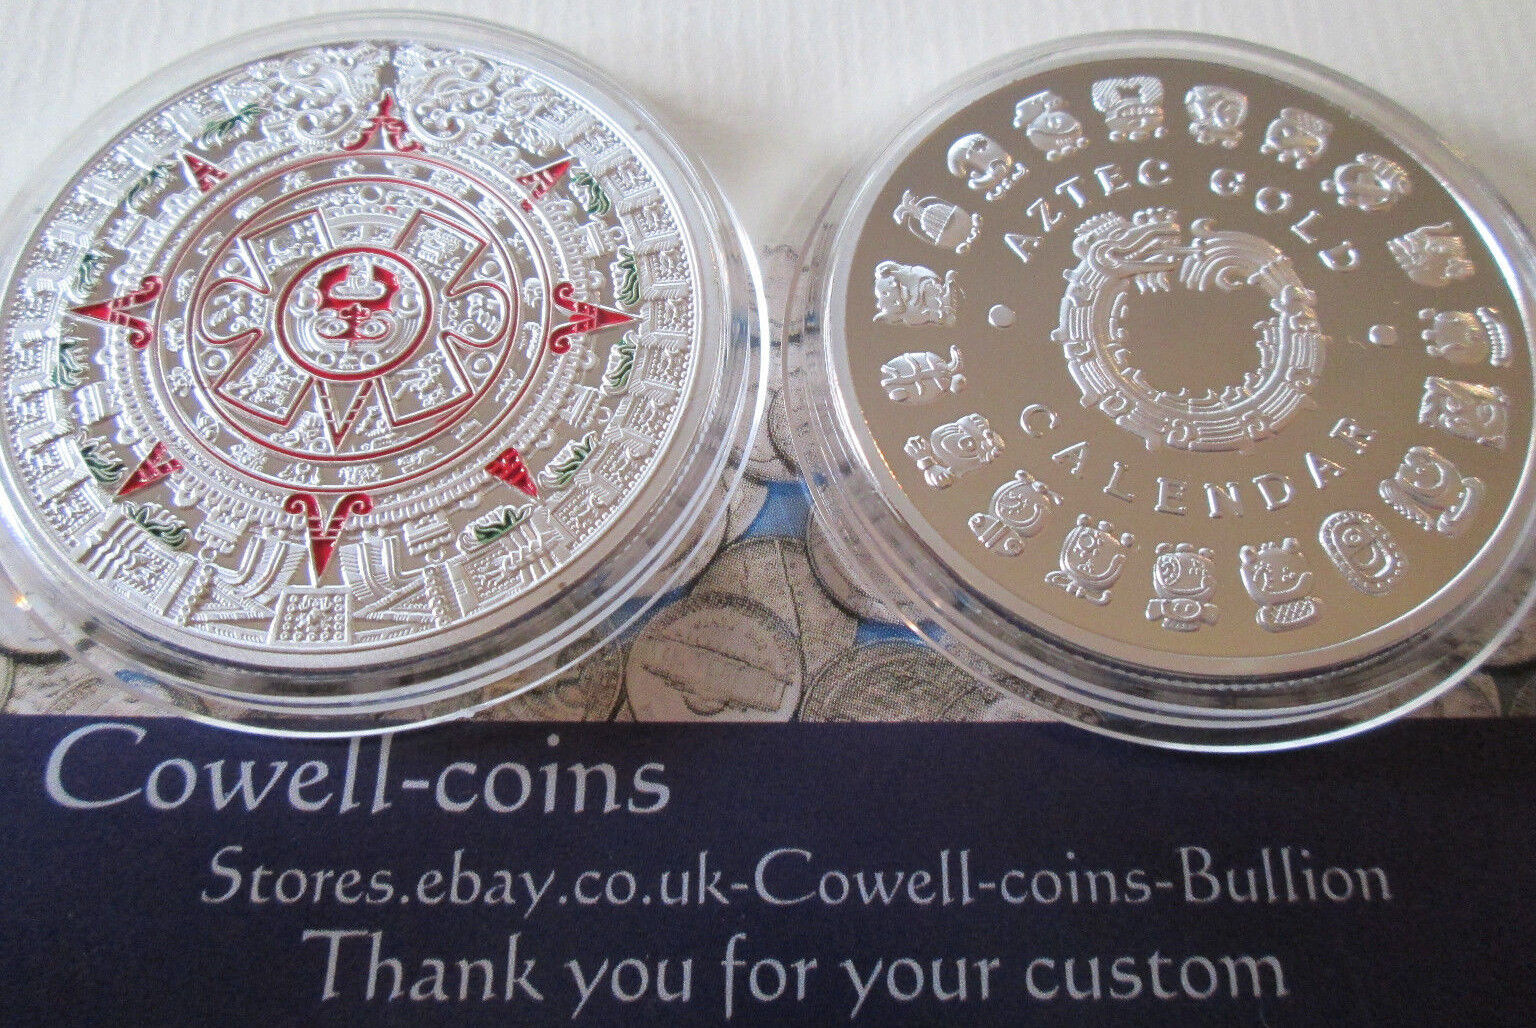 AZTEC GOLD
CALENDAR
Cowell-coins
Stores.ebay.co.uk-Cowell-coins-Bullion
Thank you for your custom